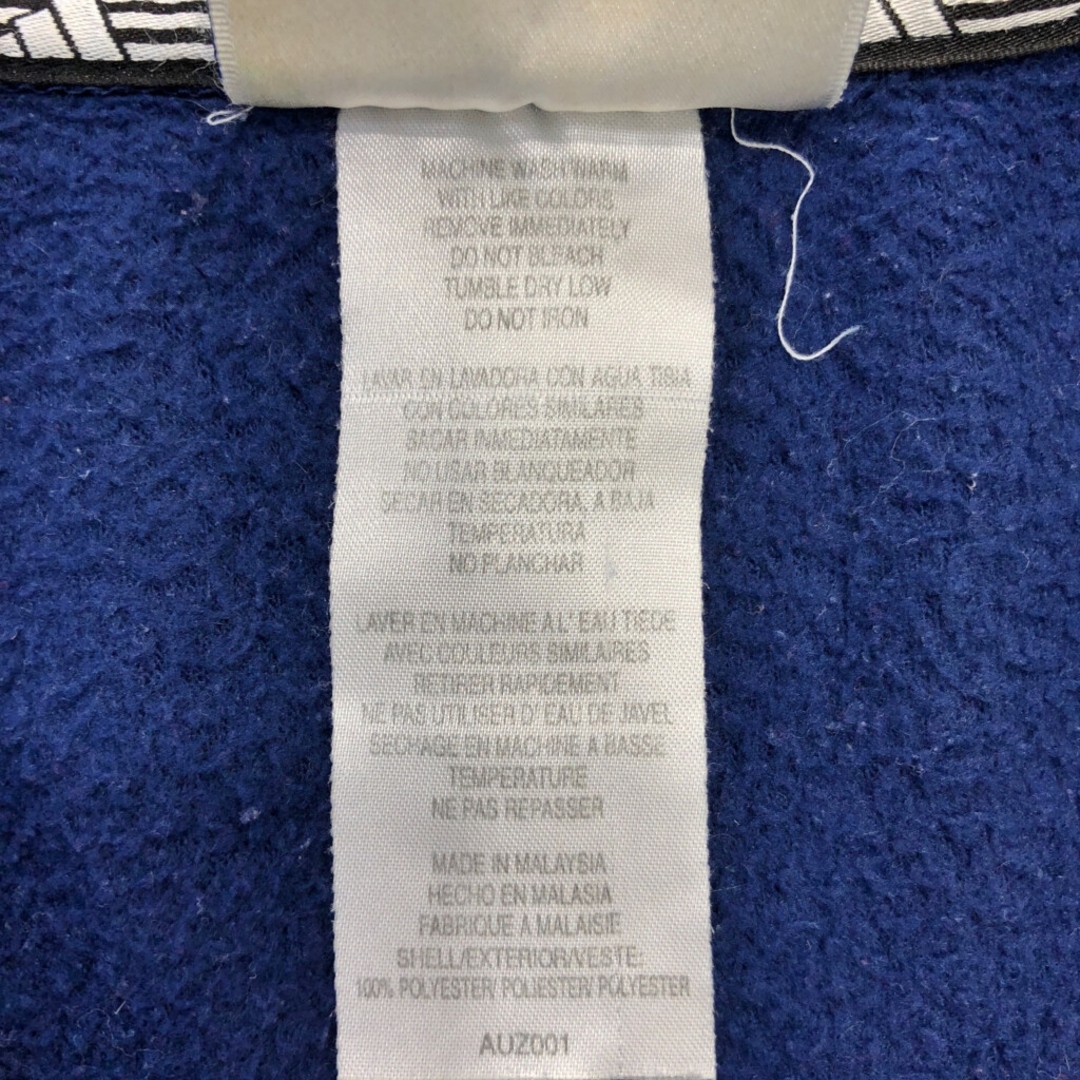 MACHINE WASH WARM
WITH LIKE COLORS
REMOVE IMMEDIATELY
DO NOT BLEACH
TUMBLE DRY LOW
DO NOT IRON
LAVAR EN LAVADORA CON AGUA TIBIA
CON COLORES SIMILARES
SACAR INMEDIATAMENTE
NO USAR BLANQUEADOR
SECAR EN SECADORA, A BAJA
TEMPERATURA
NO PLANCHAR
LAVER EN MACHINE A L' EAU TIEDE
AVEC COULEURS SIMILAIRES
RETIRER RAPIDEMENT
NE PAS UTILISER D' EAU DE JAVEL
SECHAGE EN MACHINE A BASSE
TEMPERATURE
NE PAS REPASSER
MADE IN MALAYSIA
HECHO EN MALASIA
FABRIQUE A MALAISIE
SHELL/EXTERIOR/VESTE:
100% POLYESTER/ POLIESTER/ POLYESTER
AUZ001